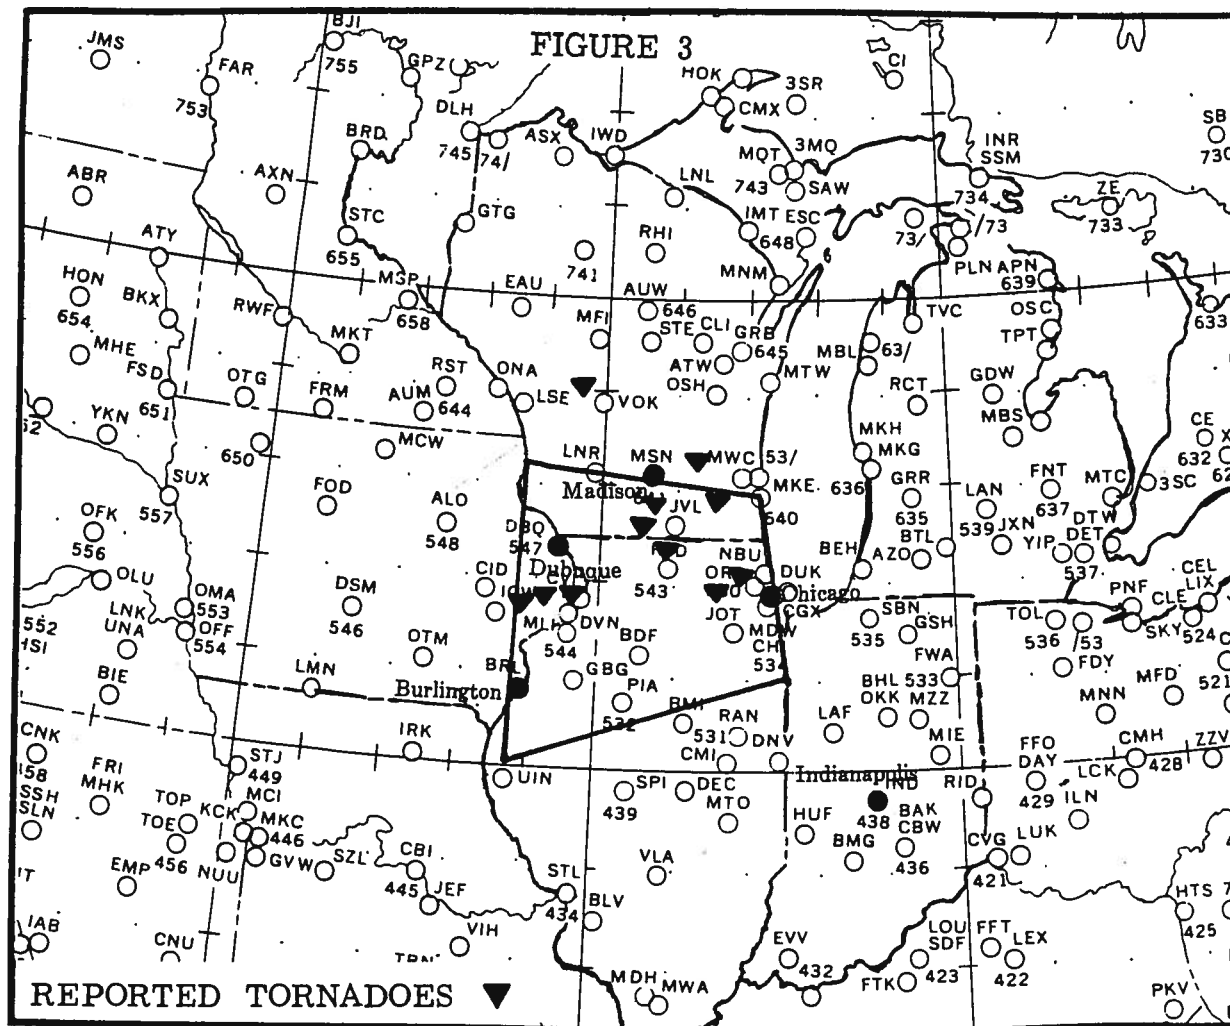 BJI
FIGURE 3
JMS
755
GPZ
CI
FAR
HOK
3SR
753
DLH
CMX
SB
730
BRD
745
74/
ASX
IWD
3MQ
INR
SSM
MQT
743
SAW
ABR
AXN
LNL
734
ZE
733
STC
GTG
IMT
ESC
/73
73/
655
RHI
648
ATY
741
MNM
PLN
APN
639
HON
MSP
EAU
AUW
646
BKX
RWF
658
TVC
OSC
633
654
MKT
MFI
STE
CLI
GRB
645
63/
TPT
MHE
MBL
ATW
FSD
OTG
FRM
RST
ONA
OSH
MTW
RCT
GDW
651
AUM
644
LSE
VOK
MBS
YKN
CE
650
MCW
LNR
MSN
MWC
53/
MKH
MKG
632
SUX
Madison
MKE
636
GRR
FNT
MTC
3SC
557
FOD
ALO
JVL
640
635
LAN
637
OFK
DBQ
539
JXN
DTW
556
548
547
BTL
YIP
DET
BEH
AZO
537
NBU
OLU
CID
Dubuque
543
DUK
CEL
OMA
DSM
Chicago
PNF
LIX
LNK
553
546
IOW
JOT
CGX
SBN
TOL
CLE
552
UNA
OFF
MLH
DVN
MDW
535
GSH
536
/53
SKY
524
HSI
554
OTM
544
BDF
CH
534
FWA
FDY
LMN
BRL
GBG
BHL
533
MFD
521
BIE
Burlington
PIA
OKK
MZZ
MNN
532
BMI
RAN
LAF
CNK
IRK
531
DNV
MIE
FFO
CMH
ZZV
STJ
CMI
DAY
428
FRI
449
UIN
SPI
DEC
Indianapolis
IND
RID
LCK
SSH
MHK
MCI
439
MTO
429
SLN
TOP
KCK
MKC
HUF
438
BAK
ILN
TOE
446
BMG
CBW
LUK
456
GVW
SZL
CBI
VLA
436
CVG
EMP
NUU
445
STL
421
JEF
434
BLV
HTS
IAB
VIH
LOU
FFT
425
CNU
EVV
SDF
LEX
432
423
422
MDH
MWA
FTK
PKV
REPORTED TORNADOES